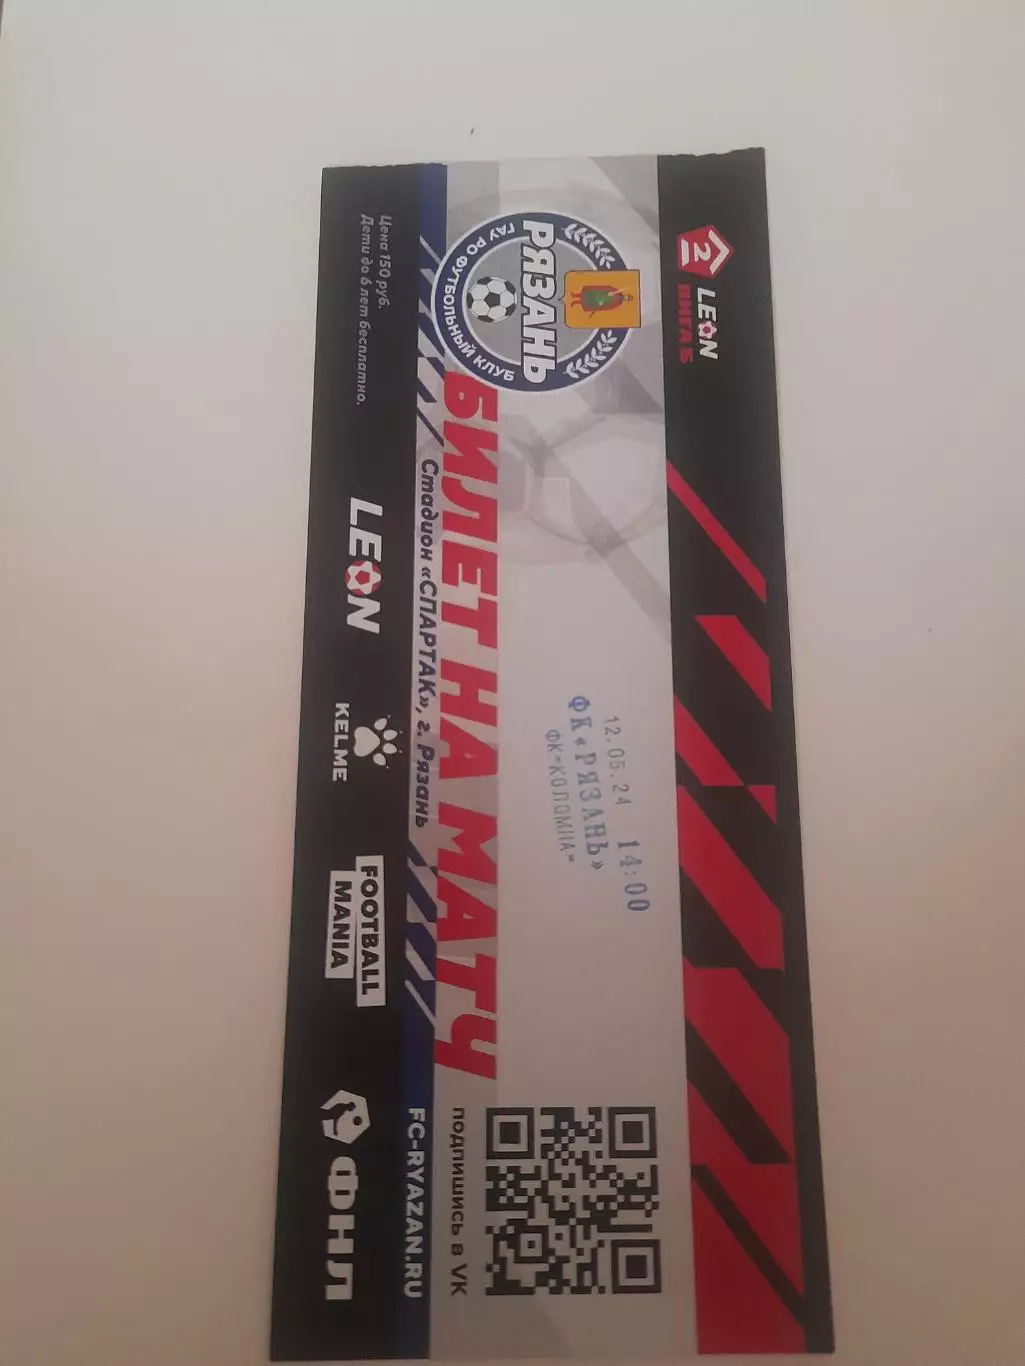 2
LEON
ЛИГА Б
РЯЗАНЬ
ГАУ РО ФУТБОЛЬНЫЙ КЛУБ
12.05.24 14:00
ФК «РЯЗАНЬ»
ФК «КОЛОМНА»
БИЛЕТ НА МАТЧ
Стадион «СПАРТАК», г. Рязань
подпишись в VK
FC-RYAZAN.RU
Цена 150 руб.
Дети до 6 лет бесплатно.
LEON
KELME
FOOTBALL
MANIA
ФНЛ